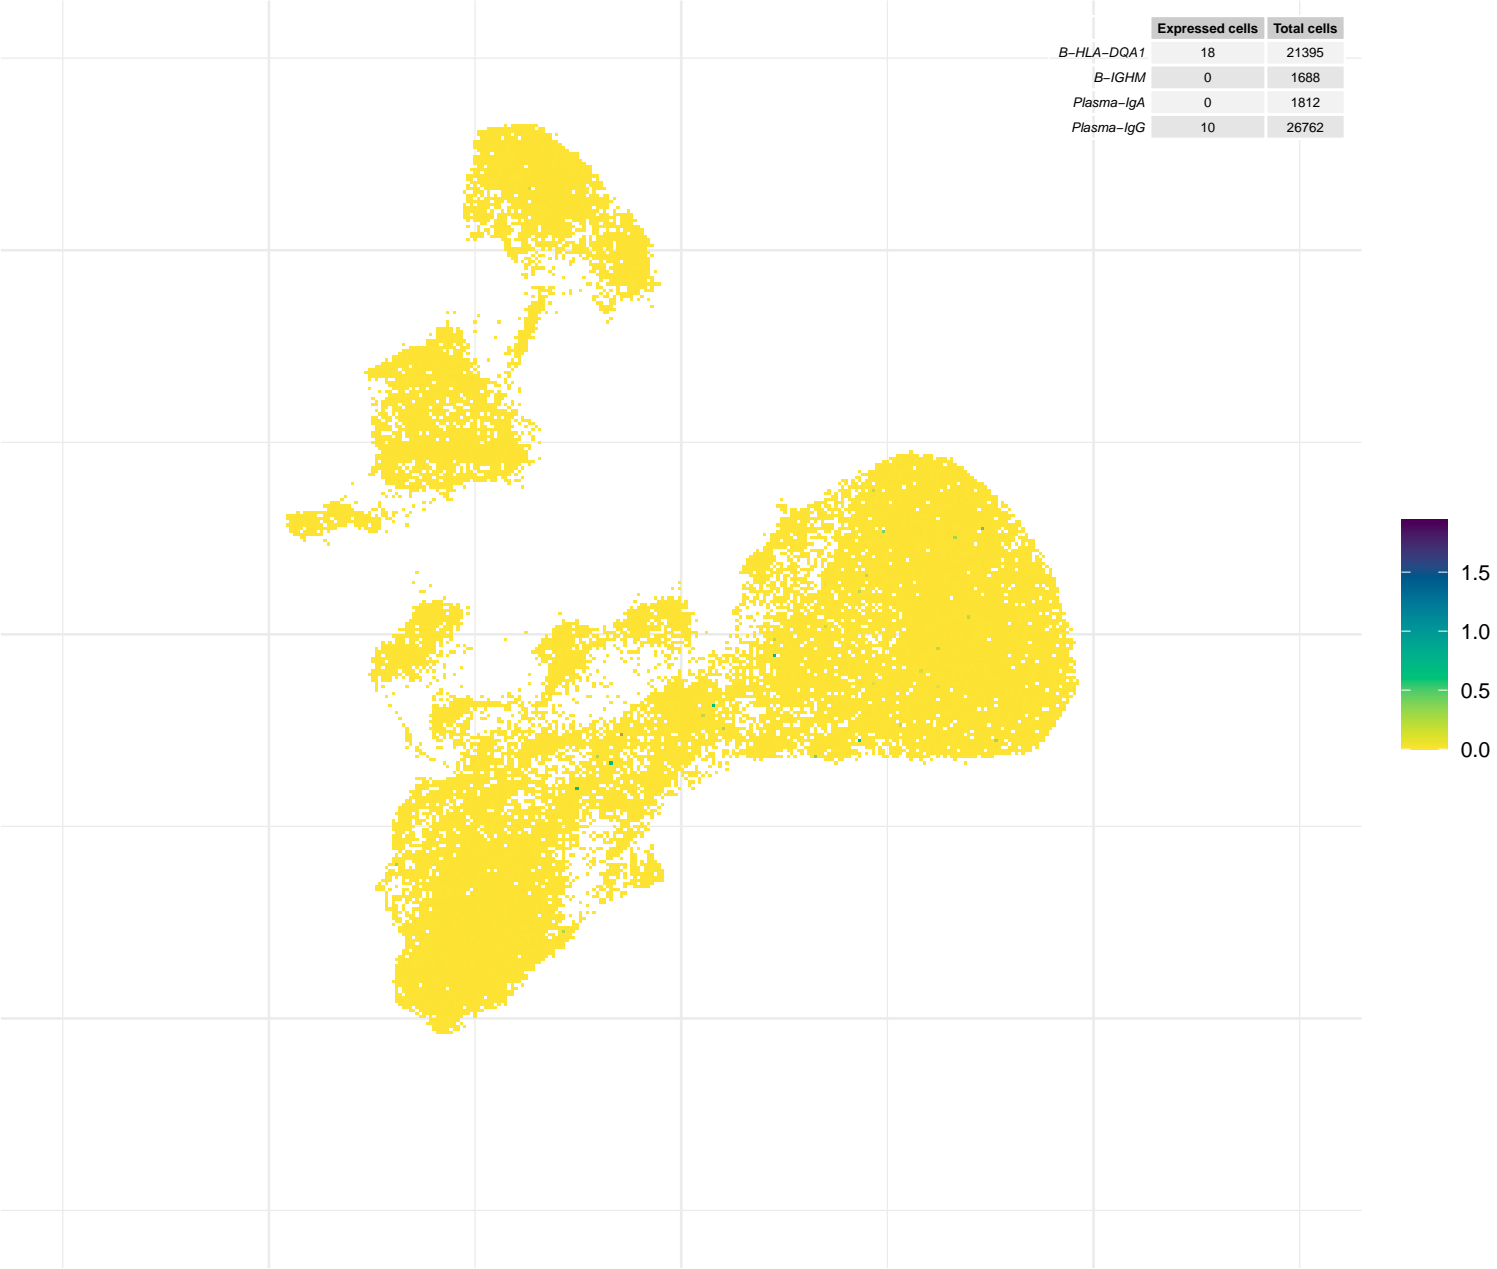 Expressed cells Total cells
B−HLA−DQA1 18 21395
B−IGHM 0 1688
Plasma−IgA 0 1812
Plasma−IgG 10 26762
1.5
1.0
0.5
0.0